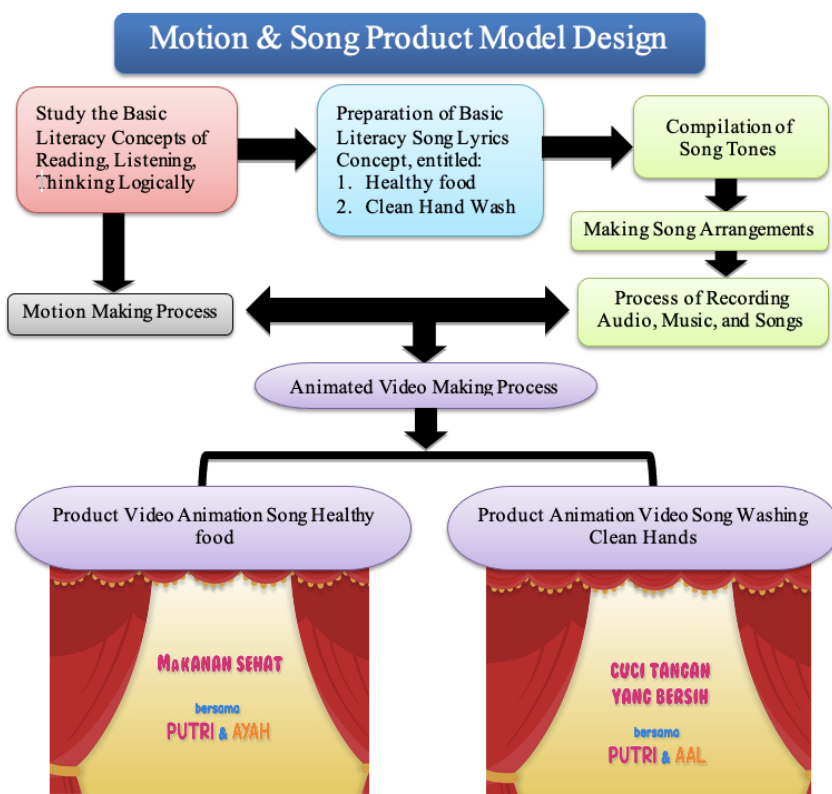 Motion & Song Product Model Design
Study the Basic
Literacy Concepts of
Reading, Listening,
Thinking Logically
Preparation of Basic
Literacy Song Lyrics
Concept, entitled:
1. Healthy food
2. Clean Hand Wash
Compilation of
Song Tones
Making Song Arrangements
Motion Making Process
Process of Recording
Audio, Music, and Songs
Animated Video Making Process
Product Video Animation Song Healthy
food
Product Animation Video Song Washing
Clean Hands
MaKANAN SEHAT
bersama
PUTRI & AYAH
CUCI TANGAN
YANG BERSIH
bersama
PUTRI & AAL